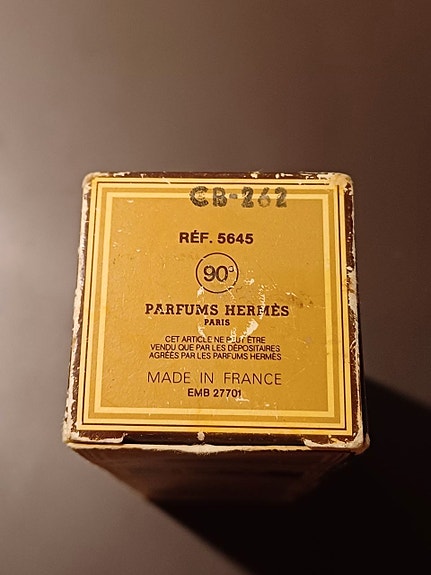 CB-262
RÉF. 5645
90°
PARFUMS HERMÈS
PARIS
CET ARTICLE NE PEUT ÊTRE
VENDU QUE PAR LES DÉPOSITAIRES
AGRÉÉS PAR LES PARFUMS HERMÈS
MADE IN FRANCE
EMB 27701